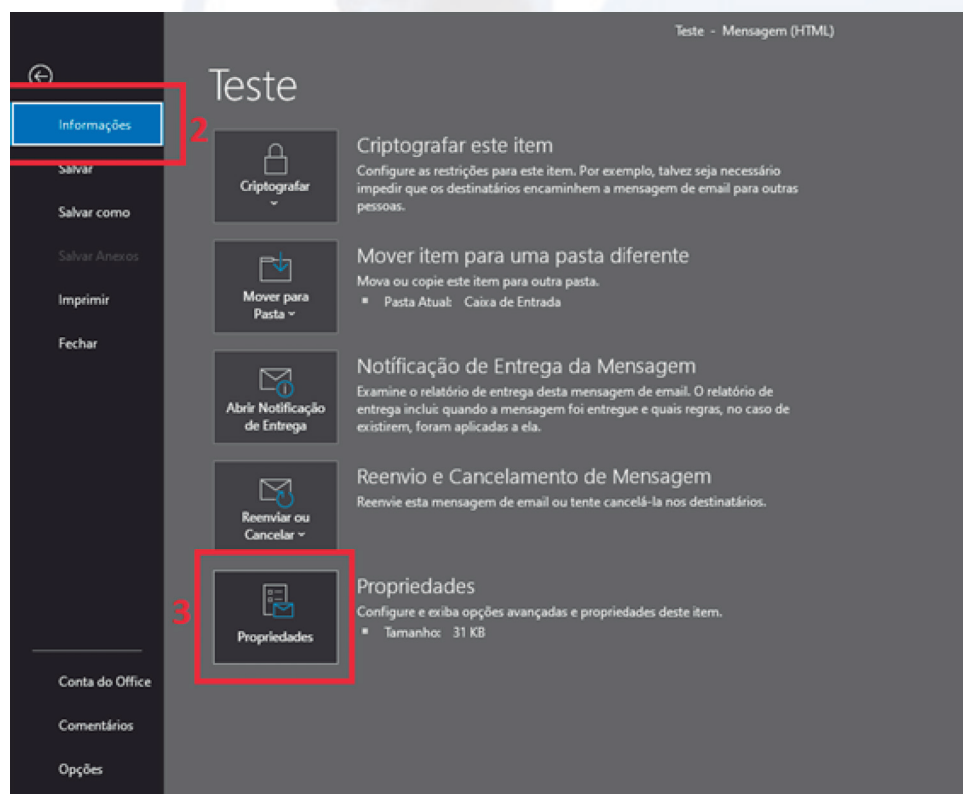 Teste - Mensagem (HTML)
Teste
Informações
2
Salvar
Salvar como
Salvar Anexos
Imprimir
Fechar
Criptografar
Criptografar este item
Configure as restrições para este item. Por exemplo, talvez seja necessário
impedir que os destinatários encaminhem a mensagem de email para outras
pessoas.
Mover para
Pasta
Mover item para uma pasta diferente
Mova ou copie este item para outra pasta.
Pasta Atual: Caixa de Entrada
Abrir Notificação
de Entrega
Notificação de Entrega da Mensagem
Examine o relatório de entrega desta mensagem de email. O relatório de
entrega inclui: quando a mensagem foi entregue e quais regras, no caso de
existirem, foram aplicadas a ela.
Reenviar ou
Cancelar
Reenvio e Cancelamento de Mensagem
Reenvie esta mensagem de email ou tente cancelá-la nos destinatários.
3
Propriedades
Propriedades
Configure e exiba opções avançadas e propriedades deste item.
Tamanho: 31 KB
Conta do Office
Comentários
Opções